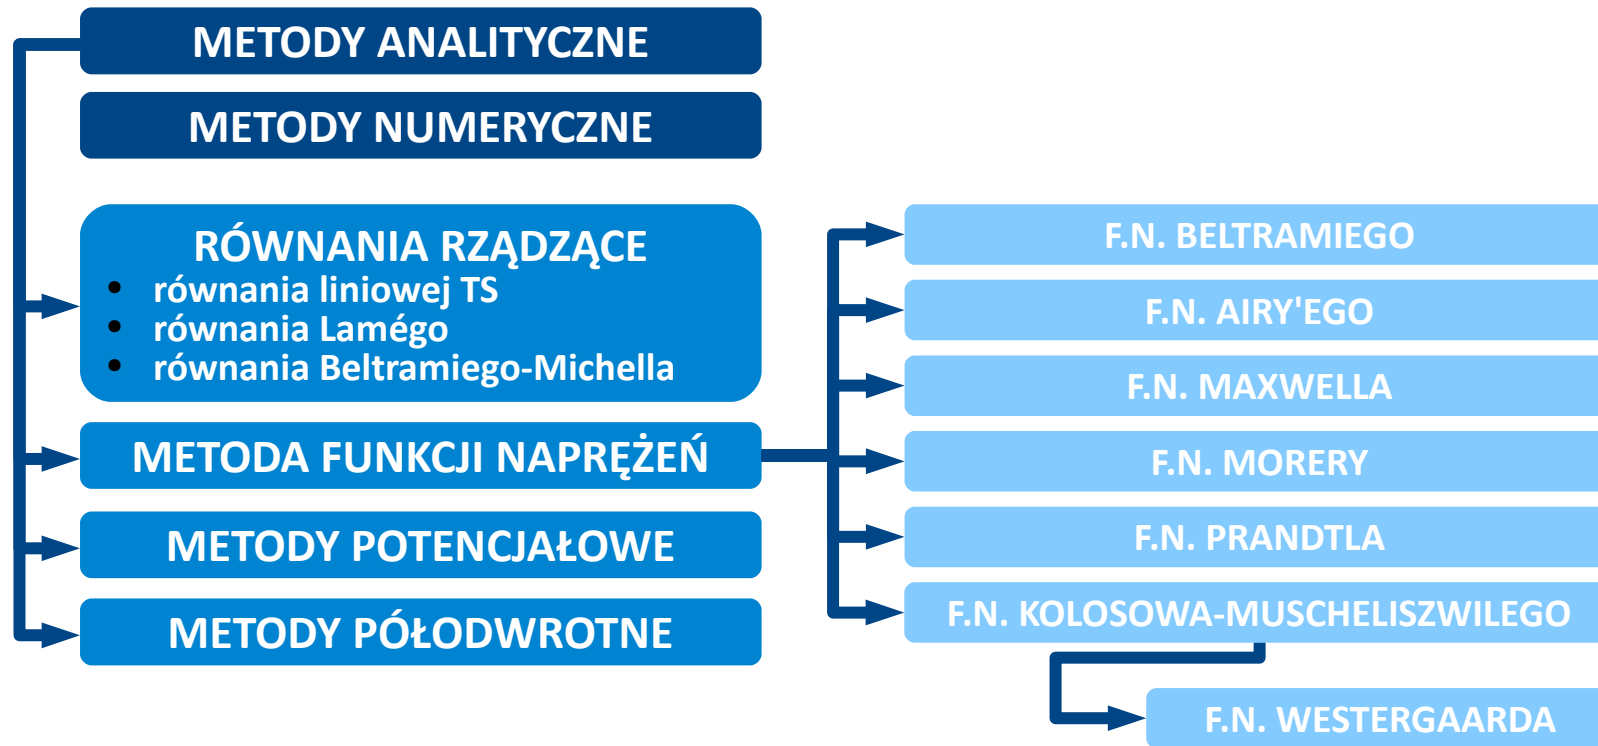 METODY ANALITYCZNE
METODY NUMERYCZNE
RÓWNANIA RZĄDZĄCE
• równania liniowej TS
• równania Lamégo
• równania Beltramiego-Michella
METODA FUNKCJI NAPRĘŻEŃ
METODY POTENCJAŁOWE
METODY PÓŁODWROTNE
F.N. BELTRAMIEGO
F.N. AIRY'EGO
F.N. MAXWELLA
F.N. MORERY
F.N. PRANDTLA
F.N. KOLOSOWA-MUSCHELISZWILEGO
F.N. WESTERGAARDA